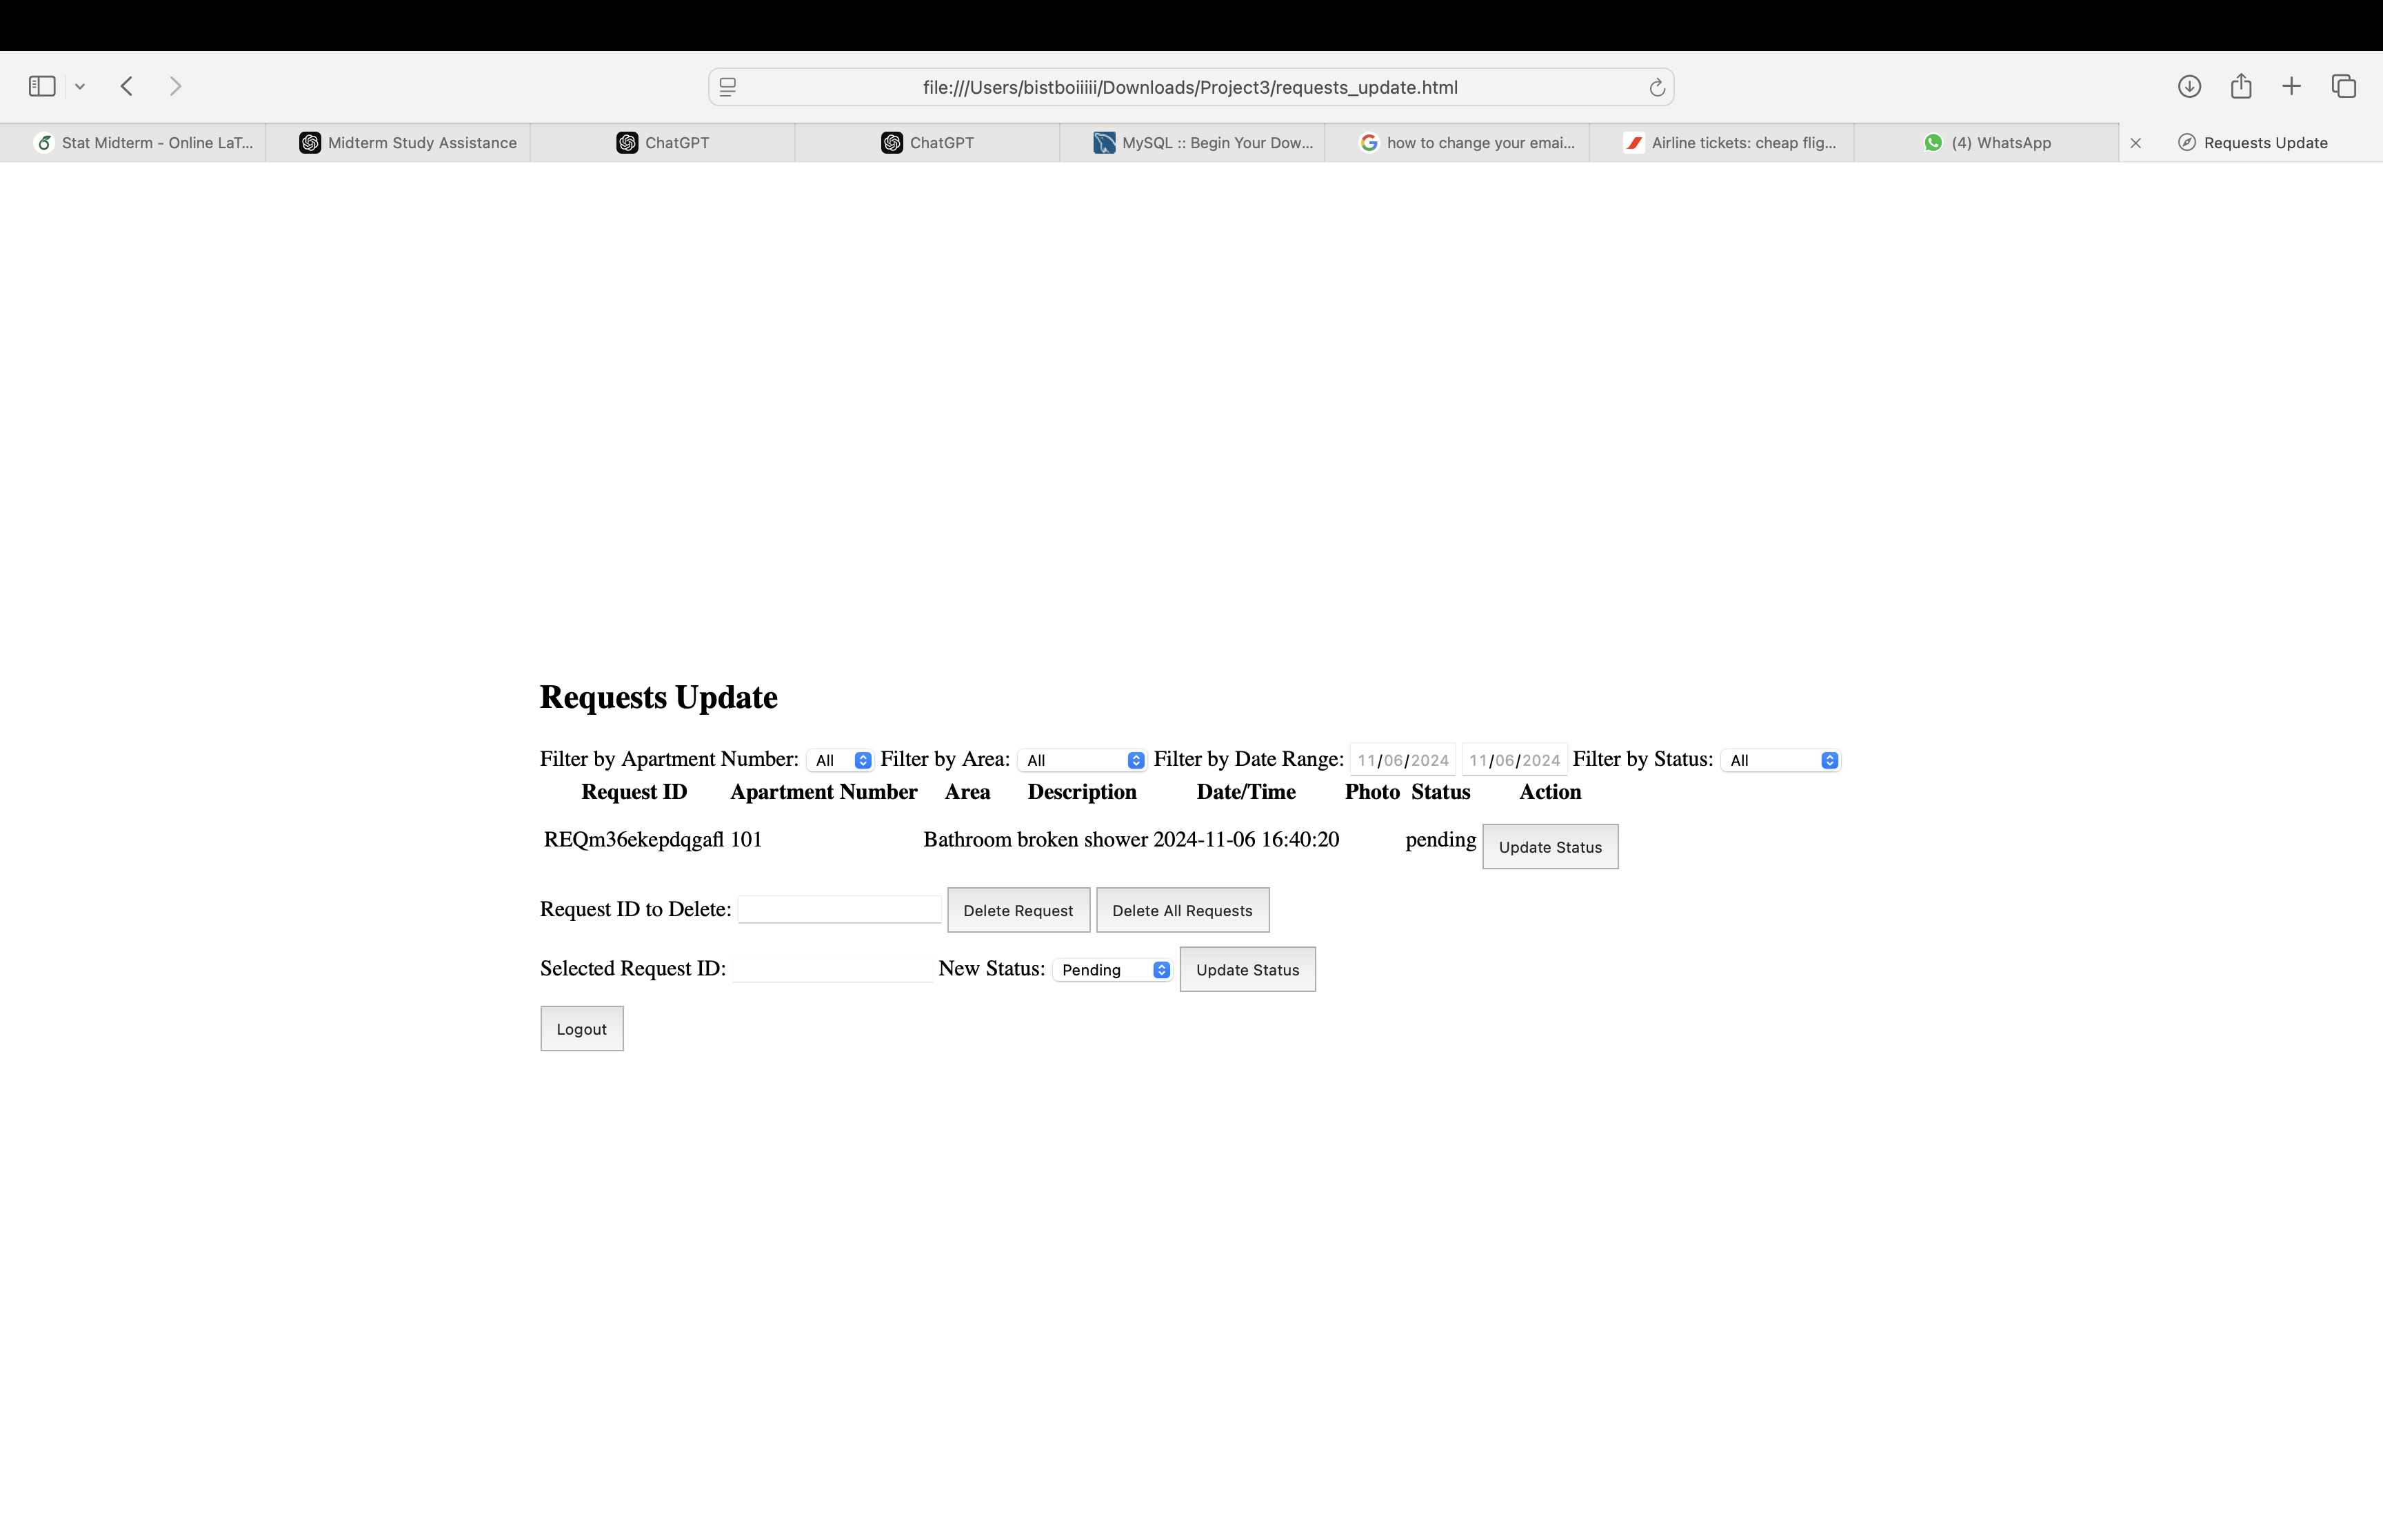 file:///Users/bistboiiiii/Downloads/Project3/requests_update.html
Stat Midterm - Online LaT... Midterm Study Assistance ChatGPT ChatGPT MySQL :: Begin Your Dow... how to change your emai... Airline tickets: cheap flig... (4) WhatsApp Requests Update
Requests Update
Filter by Apartment Number: All Filter by Area: All Filter by Date Range: 11/06/2024 11/06/2024 Filter by Status: All
Request ID Apartment Number Area Description Date/Time Photo Status Action
REQm36ekepdqgafl 101 Bathroom broken shower 2024-11-06 16:40:20 pending Update Status
Request ID to Delete: Delete Request Delete All Requests
Selected Request ID: New Status: Pending Update Status
Logout